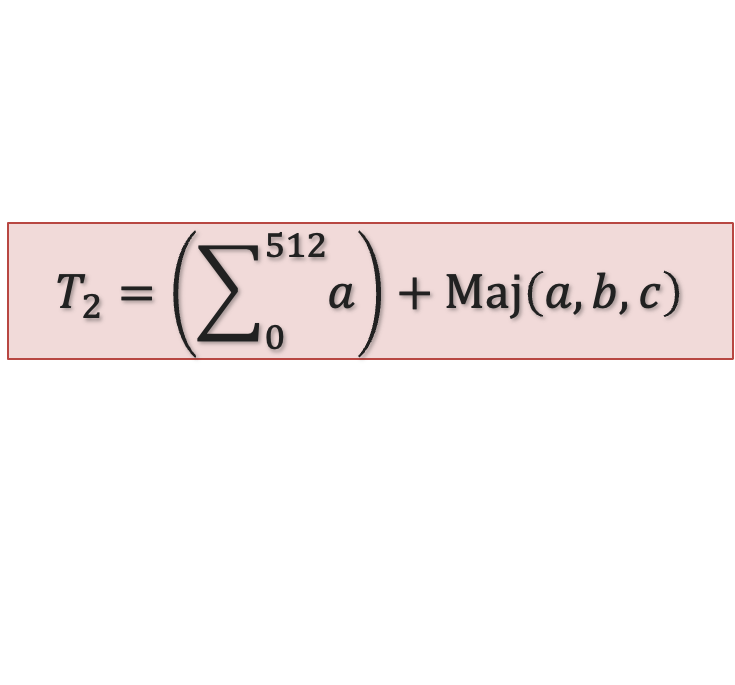 T₂ = (∑₀⁵¹² a) + Maj(a, b, c)